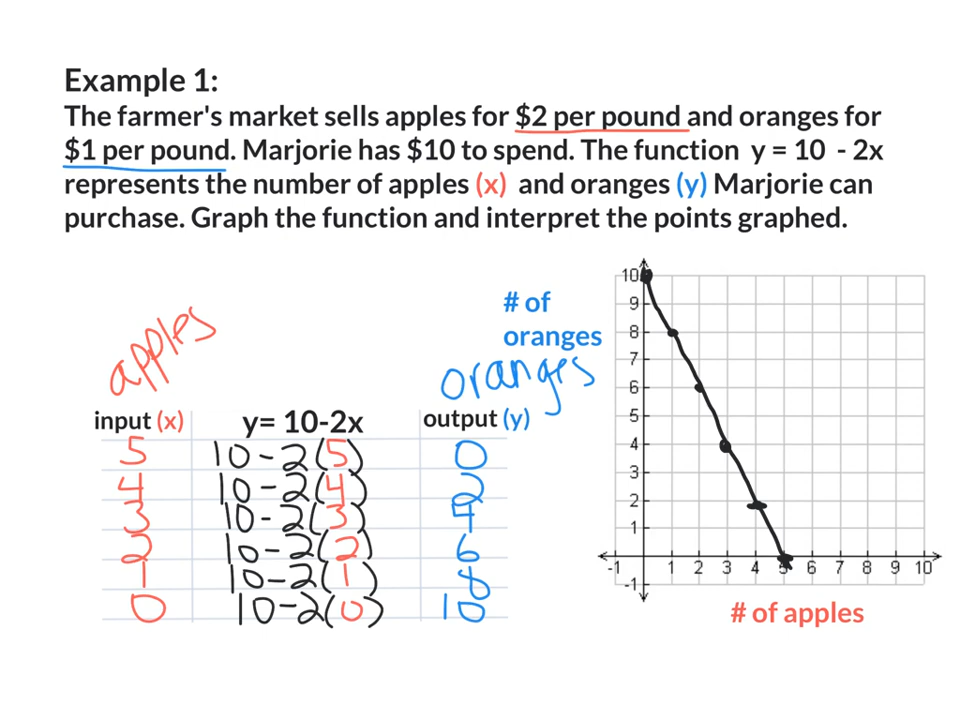 Example 1:
The farmer's market sells apples for $2 per pound and oranges for
$1 per pound. Marjorie has $10 to spend. The function y = 10 - 2x
represents the number of apples (x) and oranges (y) Marjorie can
purchase. Graph the function and interpret the points graphed.
apples
# of
oranges
oranges
input (x) y= 10-2x output (y)
5 10-2(5) 0
4 10-2(4) 2
3 10-2(3) 4
2 10-2(2) 6
1 10-2(1) 8
0 10-2(0) 10
10
9
8
7
6
5
4
3
2
1
-1 1 2 3 4 5 6 7 8 9 10
-1
# of apples